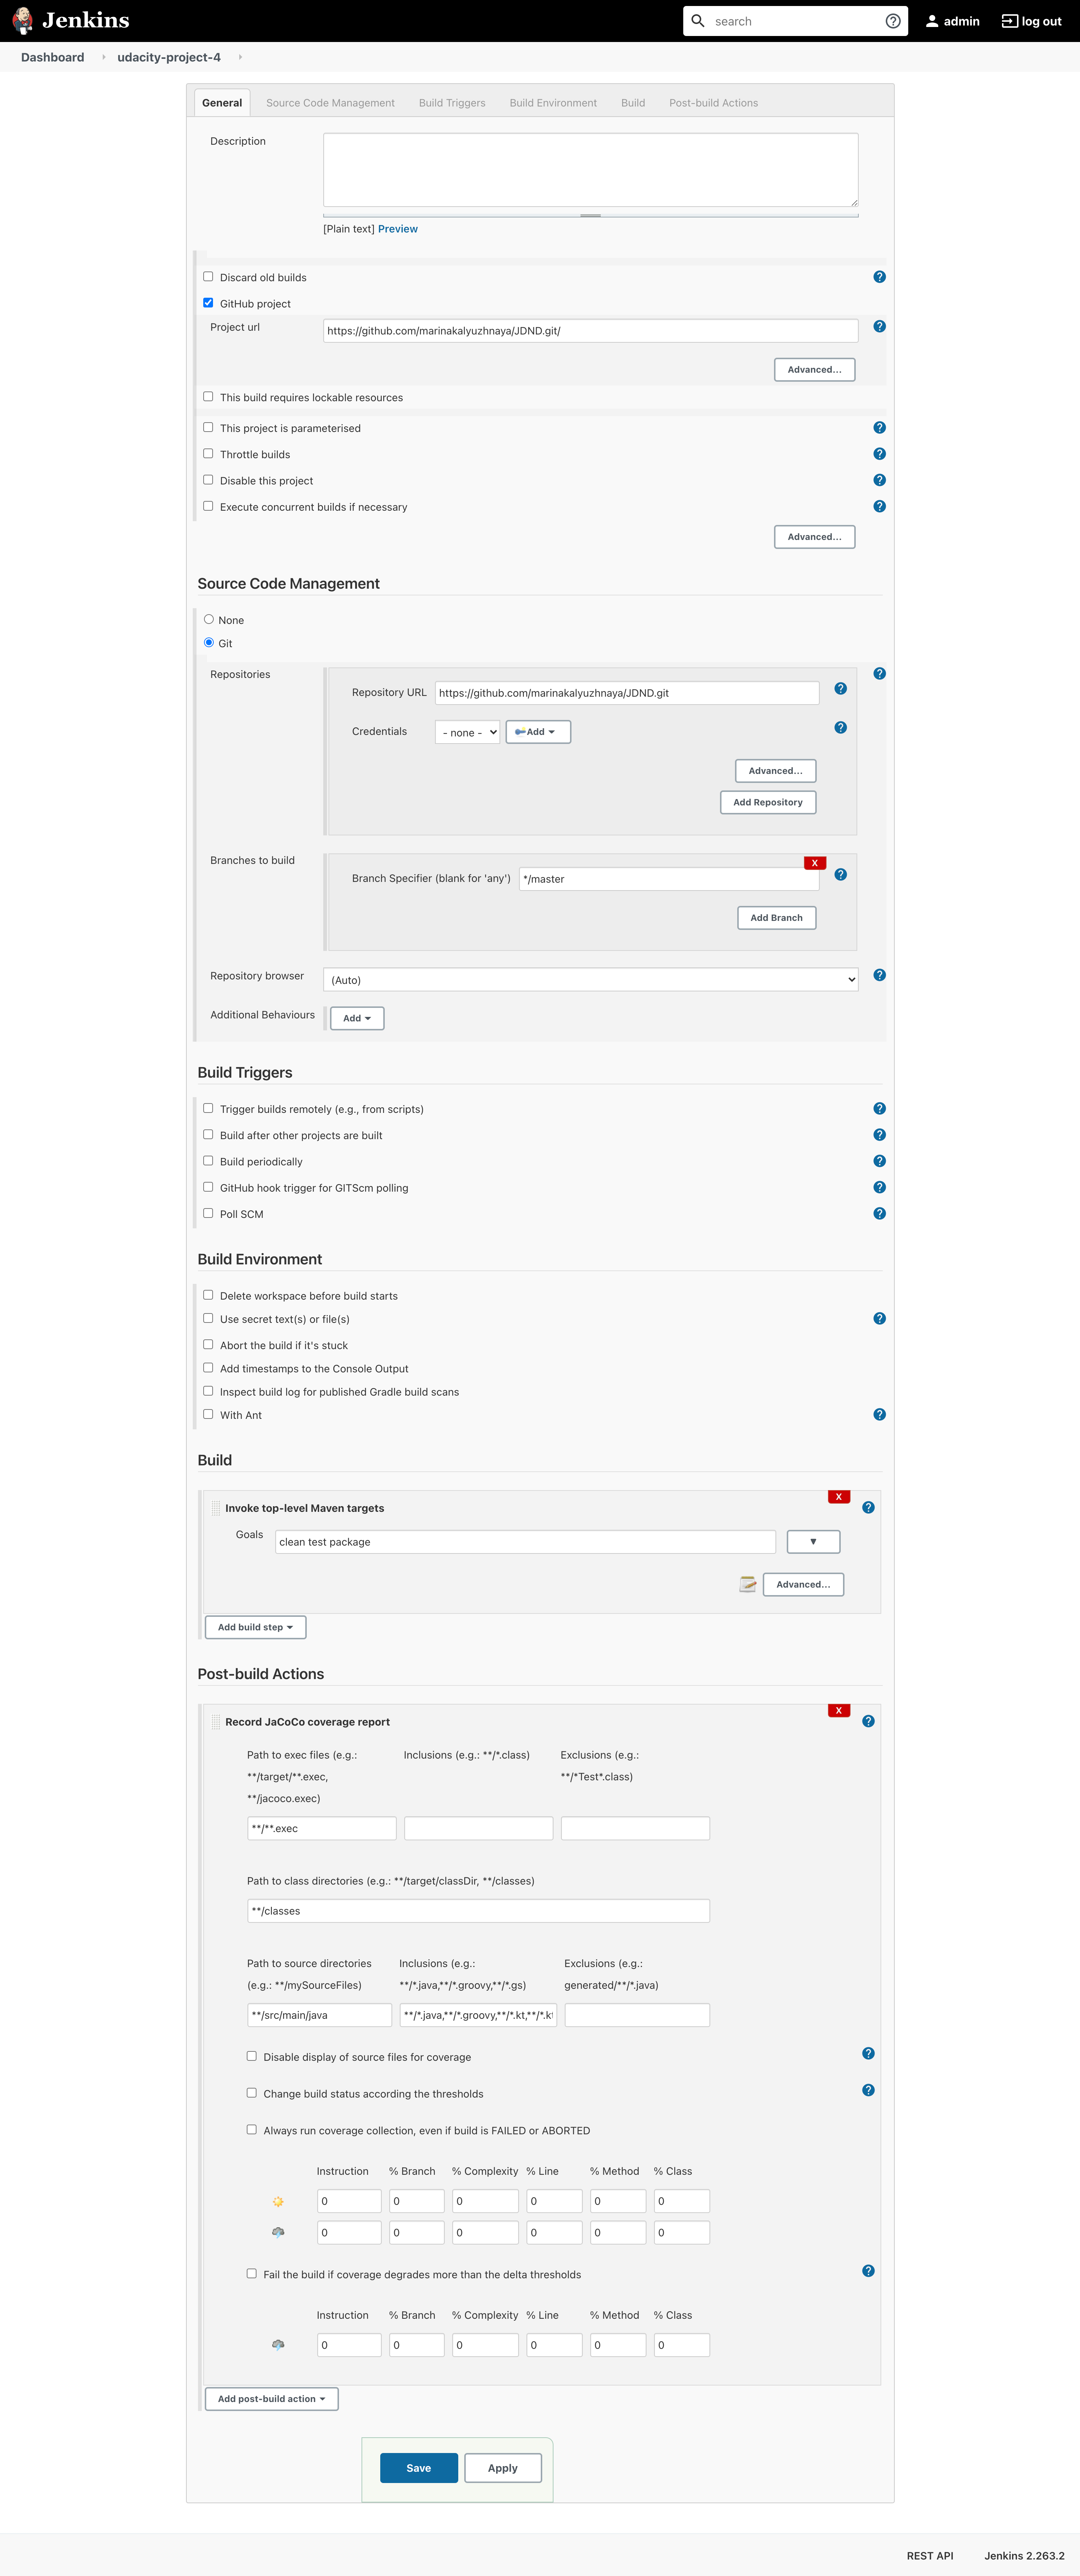 Jenkins
search
admin
log out
Dashboard
udacity-project-4
General
Source Code Management
Build Triggers
Build Environment
Build
Post-build Actions
Description
[Plain text] Preview
Discard old builds
GitHub project
Project url
https://github.com/marinakalyuzhnaya/JDND.git/
Advanced...
This build requires lockable resources
This project is parameterised
Throttle builds
Disable this project
Execute concurrent builds if necessary
Advanced...
Source Code Management
None
Git
Repositories
Repository URL
https://github.com/marinakalyuzhnaya/JDND.git
Credentials
- none -
Add
Advanced...
Add Repository
Branches to build
X
Branch Specifier (blank for 'any')
*/master
Add Branch
Repository browser
(Auto)
Additional Behaviours
Add
Build Triggers
Trigger builds remotely (e.g., from scripts)
Build after other projects are built
Build periodically
GitHub hook trigger for GITScm polling
Poll SCM
Build Environment
Delete workspace before build starts
Use secret text(s) or file(s)
Abort the build if it's stuck
Add timestamps to the Console Output
Inspect build log for published Gradle build scans
With Ant
Build
X
Invoke top-level Maven targets
Goals
clean test package
Advanced...
Add build step
Post-build Actions
X
Record JaCoCo coverage report
Path to exec files (e.g.:
**/target/**.exec,
**/jacoco.exec)
Inclusions (e.g.: **/*.class)
Exclusions (e.g.:
**/*Test*.class)
**/**.exec
Path to class directories (e.g.: **/target/classDir, **/classes)
**/classes
Path to source directories
(e.g.: **/mySourceFiles)
Inclusions (e.g.:
**/*.java,**/*.groovy,**/*.gs)
Exclusions (e.g.:
generated/**/*.java)
**/src/main/java
**/*.java,**/*.groovy,**/*.kt,**/*.k
Disable display of source files for coverage
Change build status according the thresholds
Always run coverage collection, even if build is FAILED or ABORTED
Instruction % Branch % Complexity % Line % Method % Class
0 0 0 0 0 0
0 0 0 0 0 0
Fail the build if coverage degrades more than the delta thresholds
Instruction % Branch % Complexity % Line % Method % Class
0 0 0 0 0 0
Add post-build action
Save
Apply
REST API
Jenkins 2.263.2